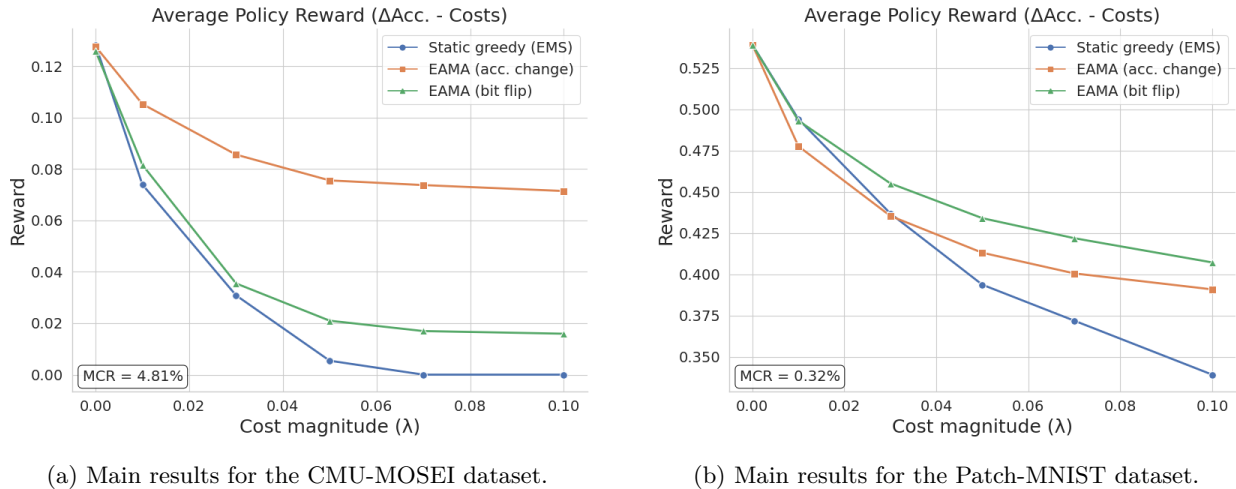 Average Policy Reward (ΔAcc. - Costs)
Static greedy (EMS)
EAMA (acc. change)
EAMA (bit flip)
Reward
0.12
0.10
0.08
0.06
0.04
0.02
0.00
MCR = 4.81%
0.00 0.02 0.04 0.06 0.08 0.10
Cost magnitude (λ)
(a) Main results for the CMU-MOSEI dataset.
Average Policy Reward (ΔAcc. - Costs)
Static greedy (EMS)
EAMA (acc. change)
EAMA (bit flip)
Reward
0.525
0.500
0.475
0.450
0.425
0.400
0.375
0.350
MCR = 0.32%
0.00 0.02 0.04 0.06 0.08 0.10
Cost magnitude (λ)
(b) Main results for the Patch-MNIST dataset.